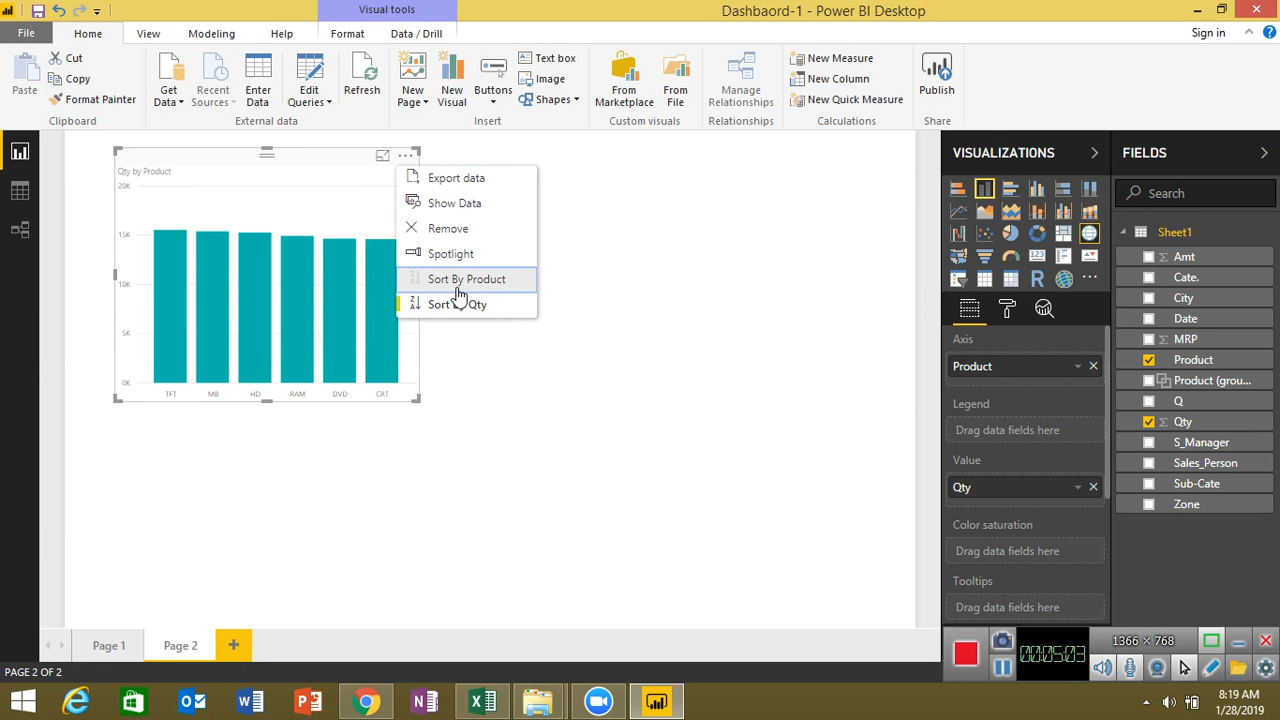 Visual tools
Dashbaord-1 - Power BI Desktop
File
Home
View
Modeling
Help
Format
Data / Drill
Sign in
Paste
Cut
Copy
Format Painter
Clipboard
Get Data
Recent Sources
Enter Data
Edit Queries
Refresh
External data
New Page
New Visual
Buttons
Text box
Image
Shapes
Insert
From Marketplace
From File
Custom visuals
Manage Relationships
Relationships
New Measure
New Column
New Quick Measure
Calculations
Publish
Share
Qty by Product
20K
15K
10K
5K
0K
TFT
MB
HD
RAM
DVD
CRT
Export data
Show Data
Remove
Spotlight
Sort By Product
Sort By Qty
VISUALIZATIONS
123
R
Axis
Product
Legend
Drag data fields here
Value
Qty
Color saturation
Drag data fields here
Tooltips
Drag data fields here
FIELDS
Search
Sheet1
Amt
Cate.
City
Date
MRP
Product
Product (grou...
Q
Qty
S_Manager
Sales_Person
Sub-Cate
Zone
Page 1
Page 2
PAGE 2 OF 2
00:05:03
1366 × 768
8:19 AM
1/28/2019